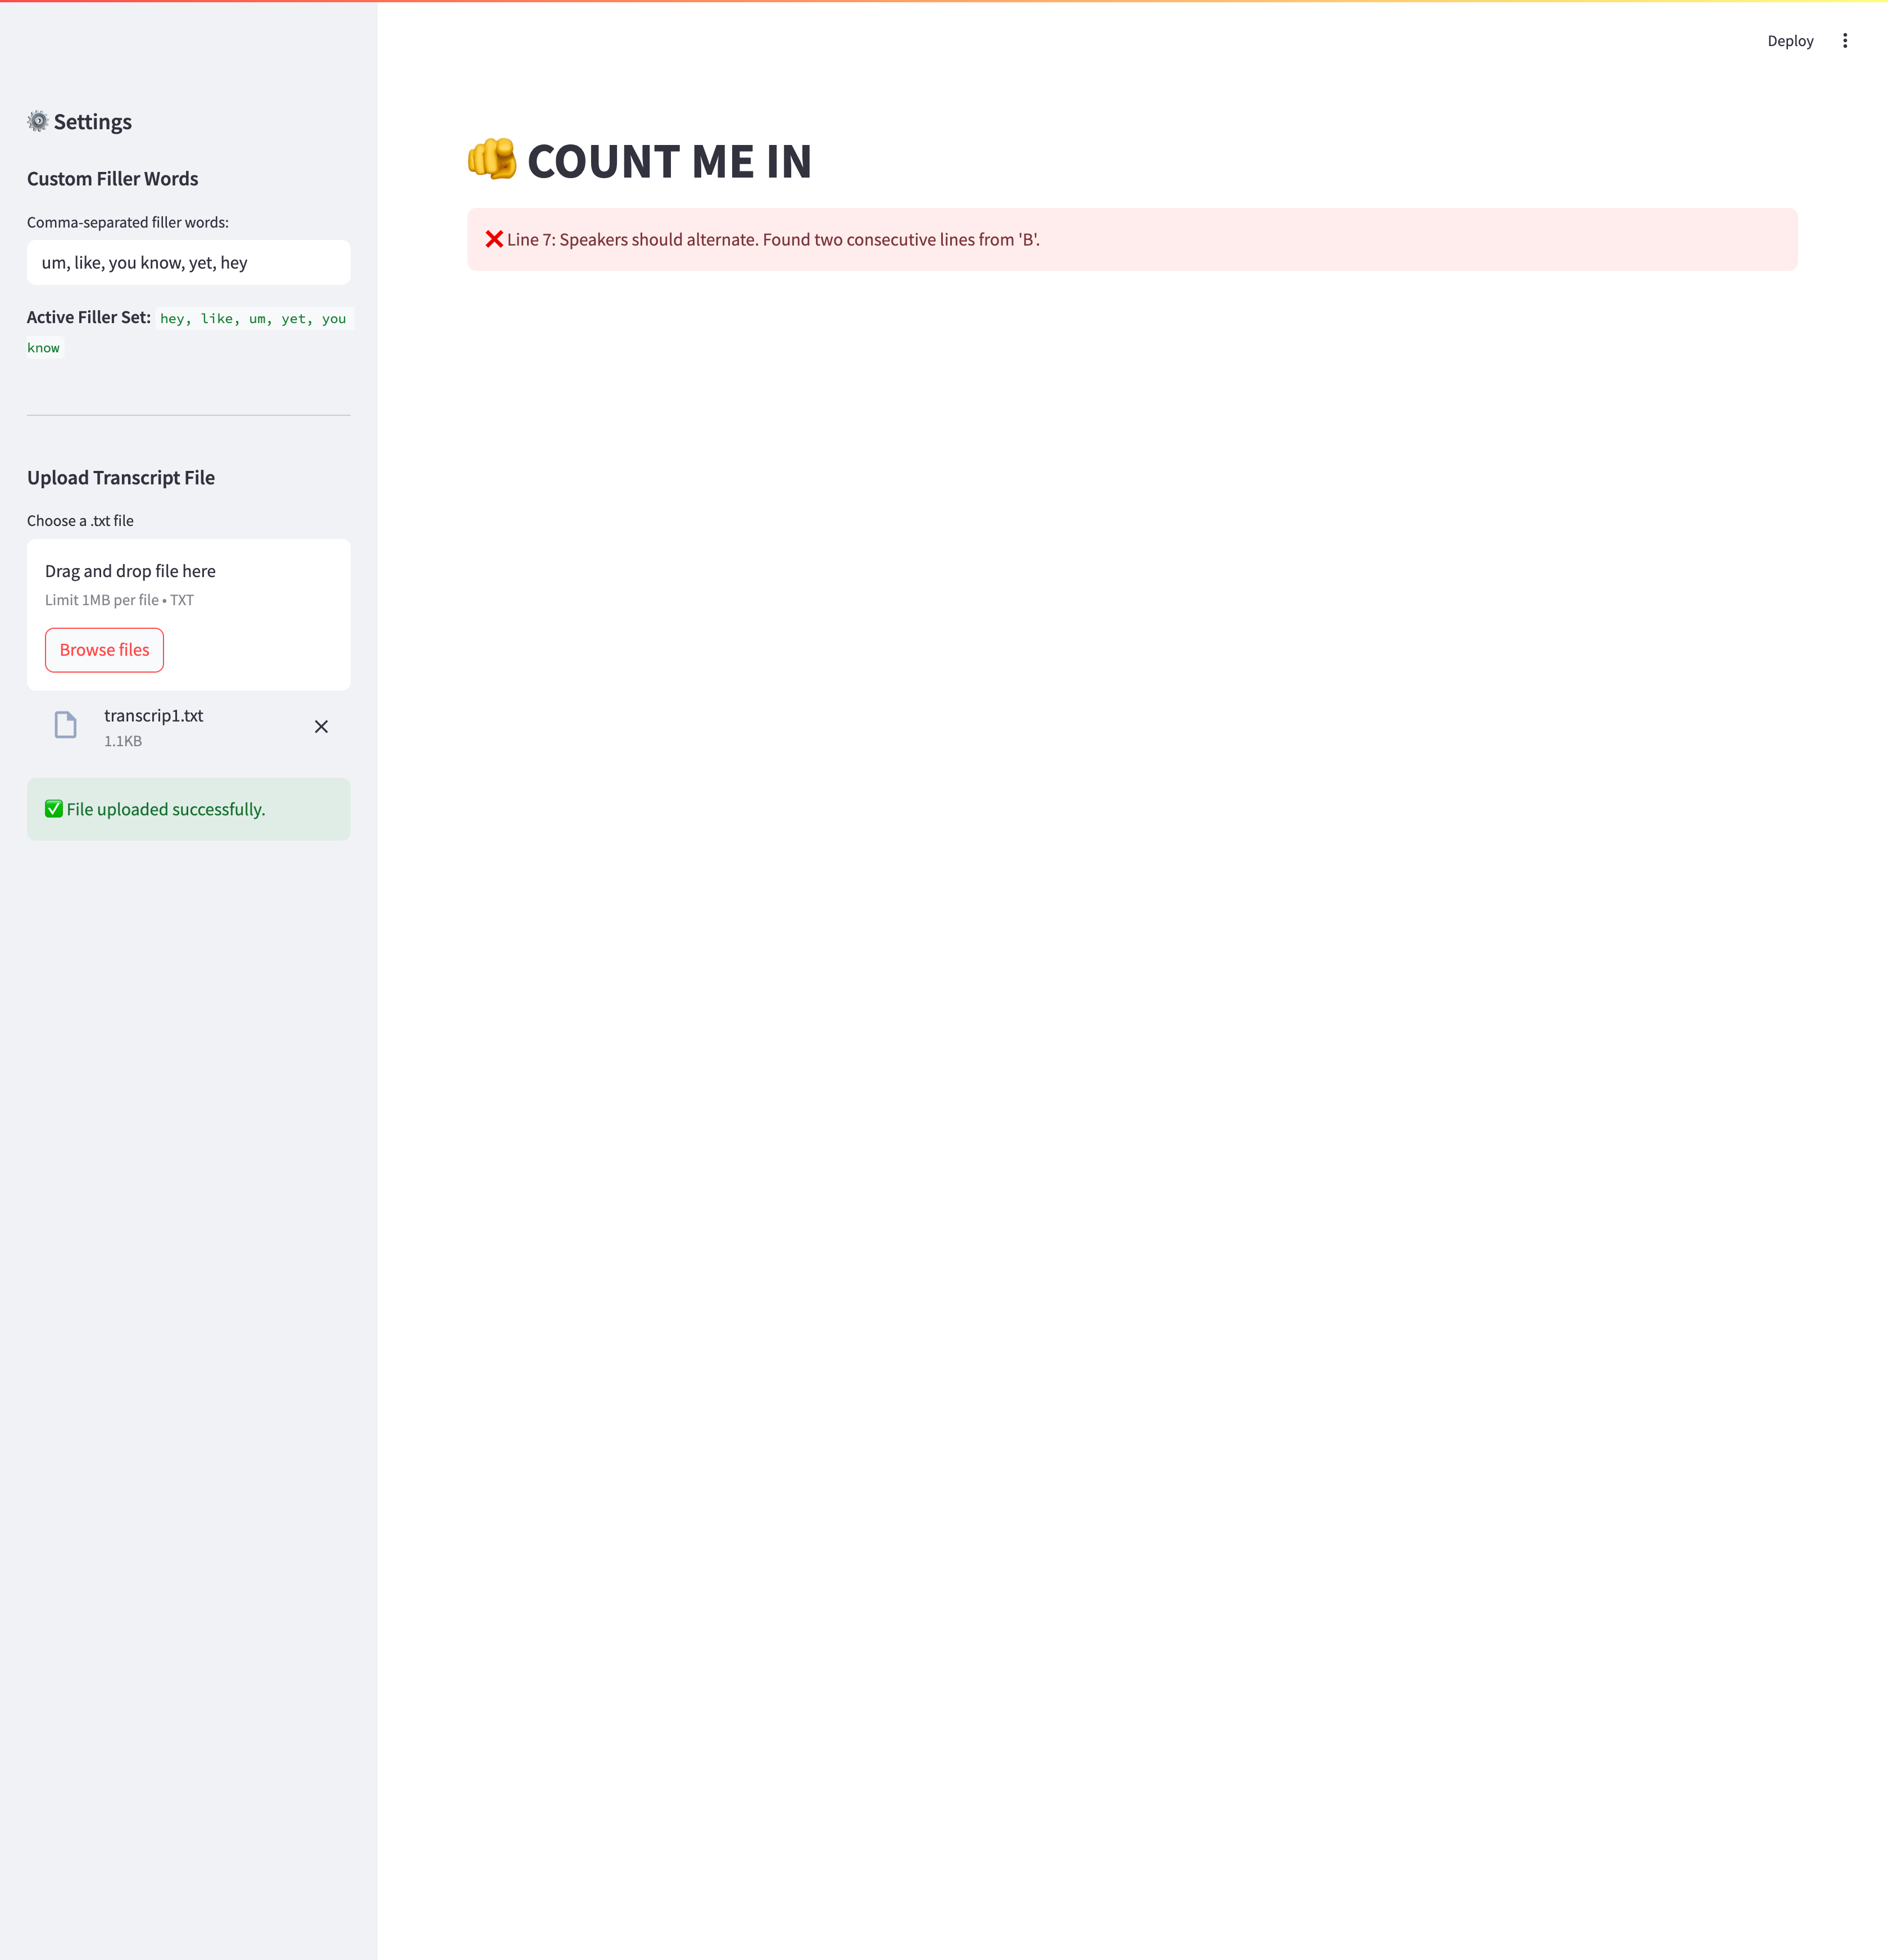 Deploy
⚙️ Settings
Custom Filler Words
Comma-separated filler words:
um, like, you know, yet, hey
Active Filler Set: hey, like, um, yet, you
know
Upload Transcript File
Choose a .txt file
Drag and drop file here
Limit 1MB per file • TXT
Browse files
transcrip1.txt
1.1KB
✅ File uploaded successfully.
🫵 COUNT ME IN
❌ Line 7: Speakers should alternate. Found two consecutive lines from 'B'.